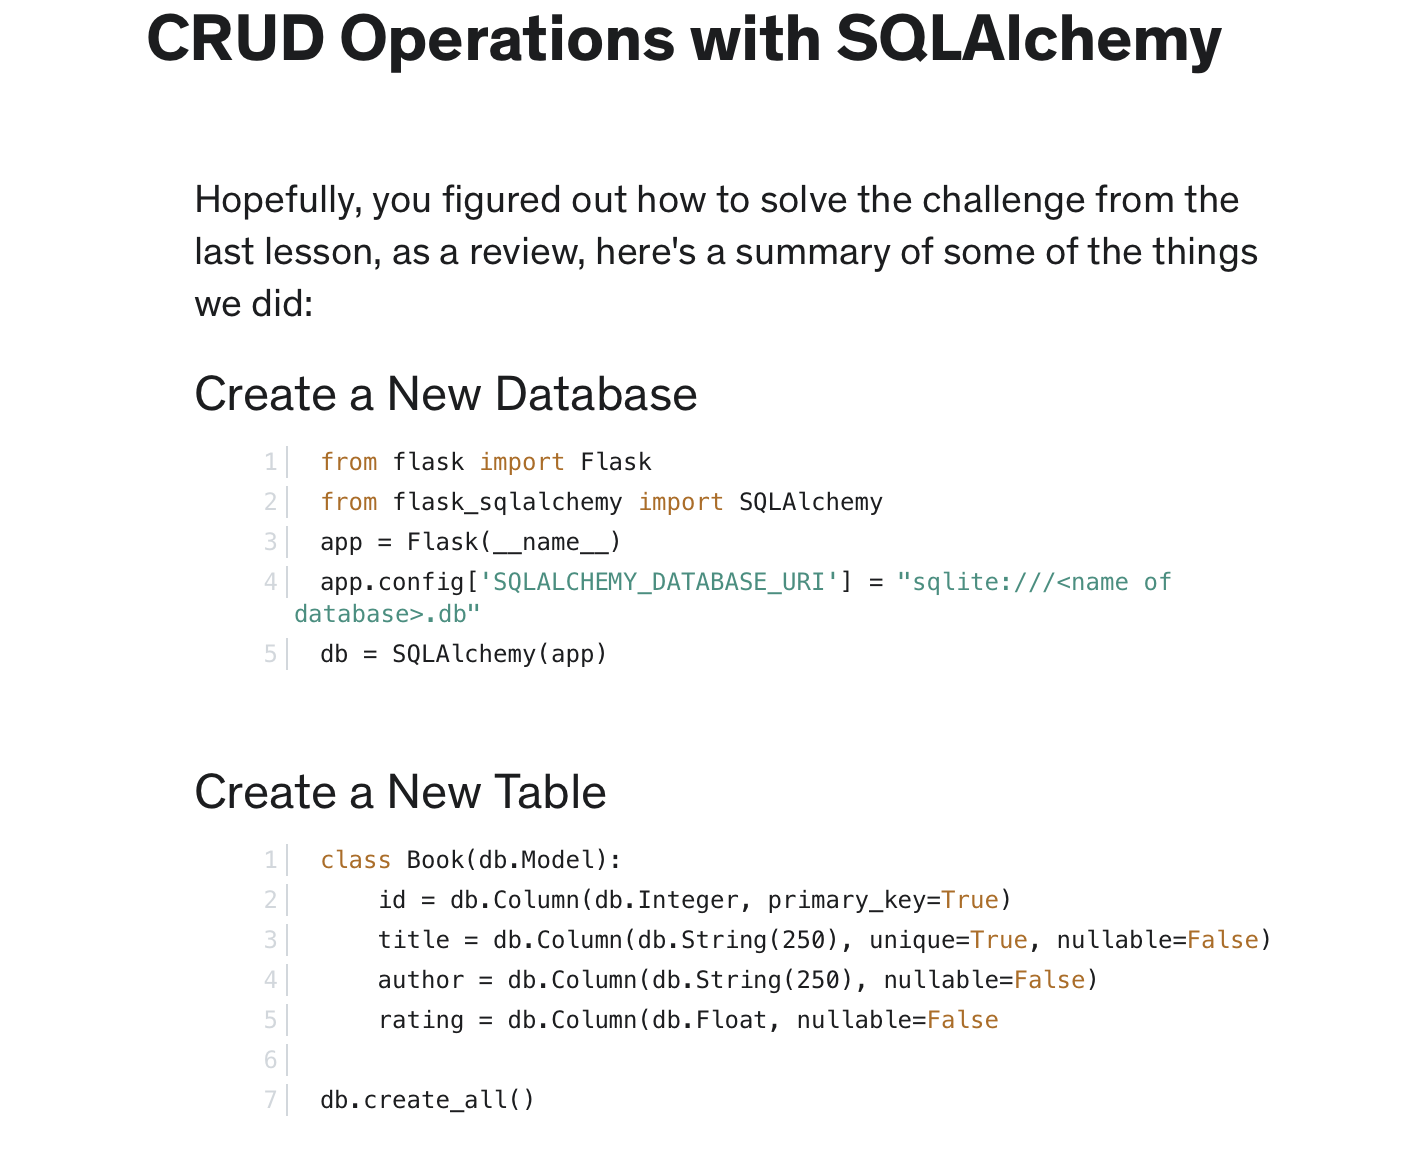 CRUD Operations with SQLAlchemy
Hopefully, you figured out how to solve the challenge from the
last lesson, as a review, here's a summary of some of the things
we did:
Create a New Database
1 from flask import Flask
2 from flask_sqlalchemy import SQLAlchemy
3 app = Flask(__name__)
4 app.config['SQLALCHEMY_DATABASE_URI'] = "sqlite:///<name of
database>.db"
5 db = SQLAlchemy(app)
Create a New Table
1 class Book(db.Model):
2     id = db.Column(db.Integer, primary_key=True)
3     title = db.Column(db.String(250), unique=True, nullable=False)
4     author = db.Column(db.String(250), nullable=False)
5     rating = db.Column(db.Float, nullable=False
6
7 db.create_all()